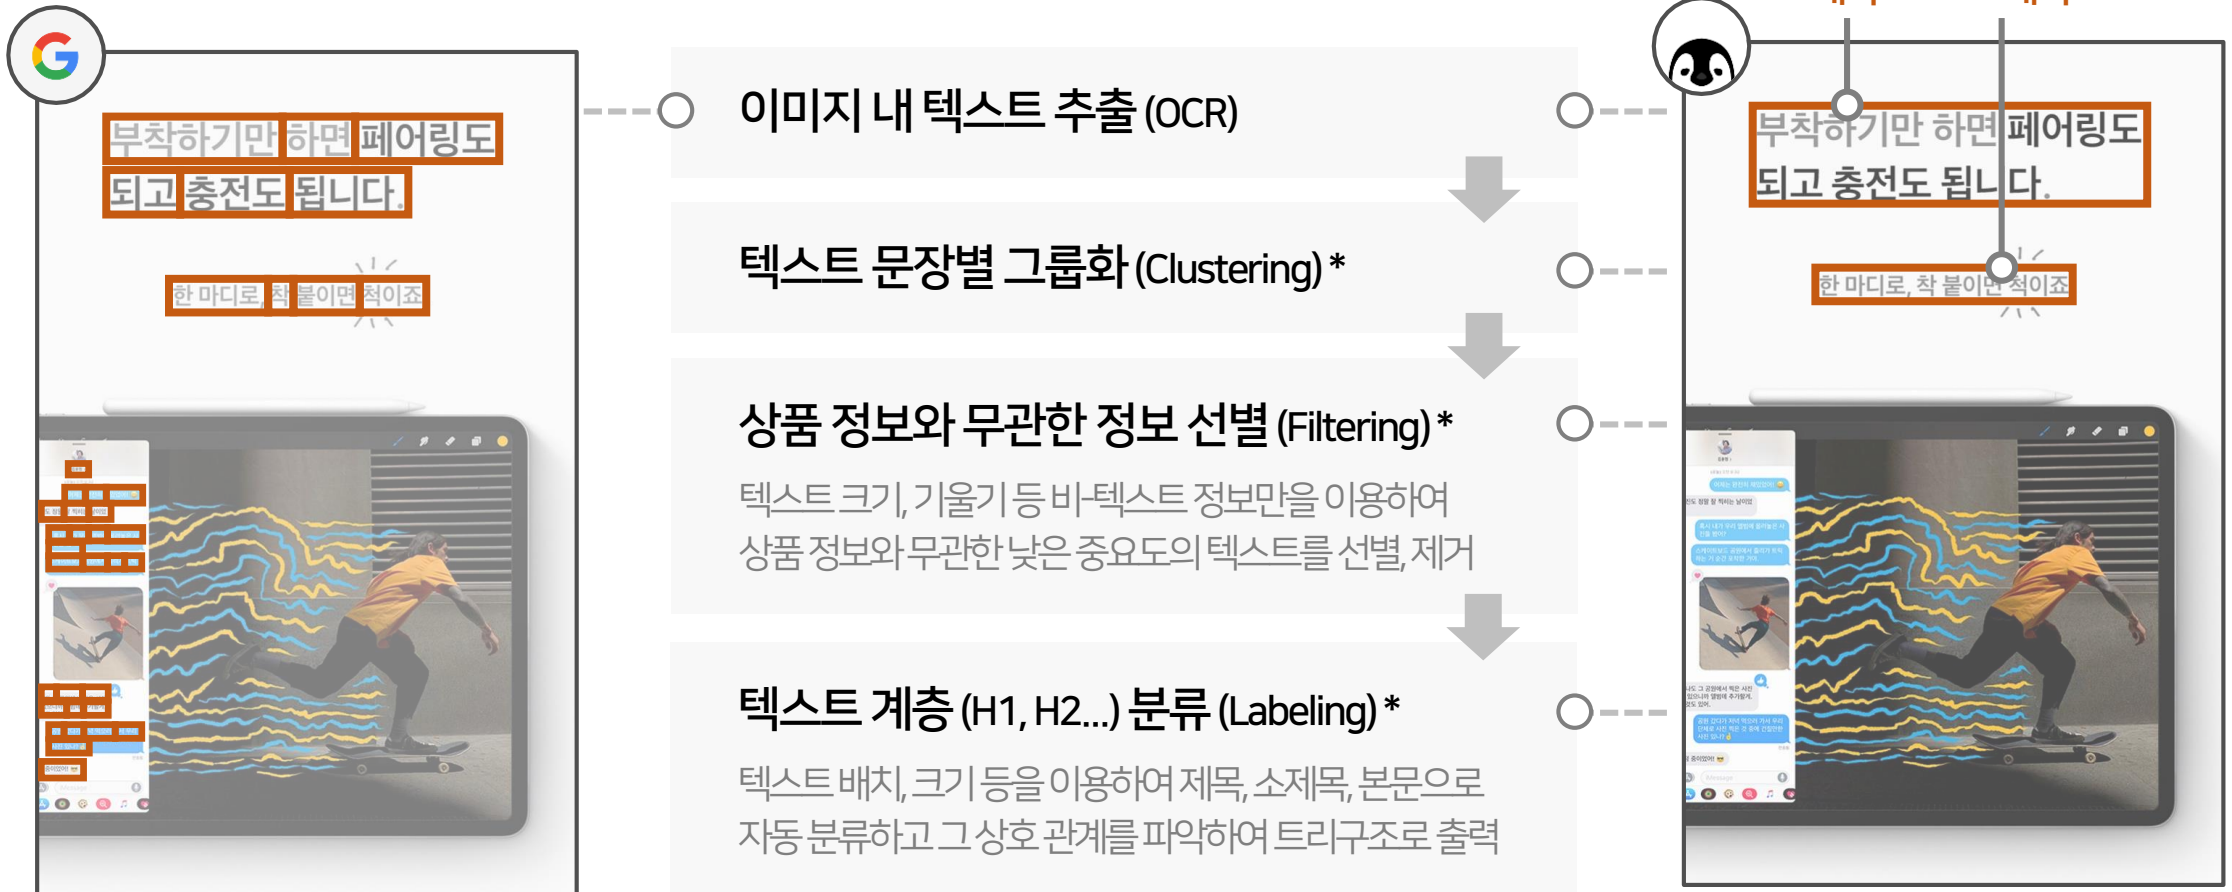 부착하기만 하면 페어링도
되고 충전도 됩니다.
한 마디로, 착 붙이면 척이죠
이미지 내 텍스트 추출 (OCR)
텍스트 문장별 그룹화 (Clustering) *
상품 정보와 무관한 정보 선별 (Filtering) *
텍스트 크기, 기울기 등 비-텍스트 정보만을 이용하여
상품 정보와 무관한 낮은 중요도의 텍스트를 선별, 제거
텍스트 계층 (H1, H2...) 분류 (Labeling) *
텍스트 배치, 크기 등을 이용하여 제목, 소제목, 본문으로
자동 분류하고 그 상호 관계를 파악하여 트리구조로 출력
부착하기만 하면 페어링도
되고 충전도 됩니다.
한 마디로, 착 붙이면 척이죠